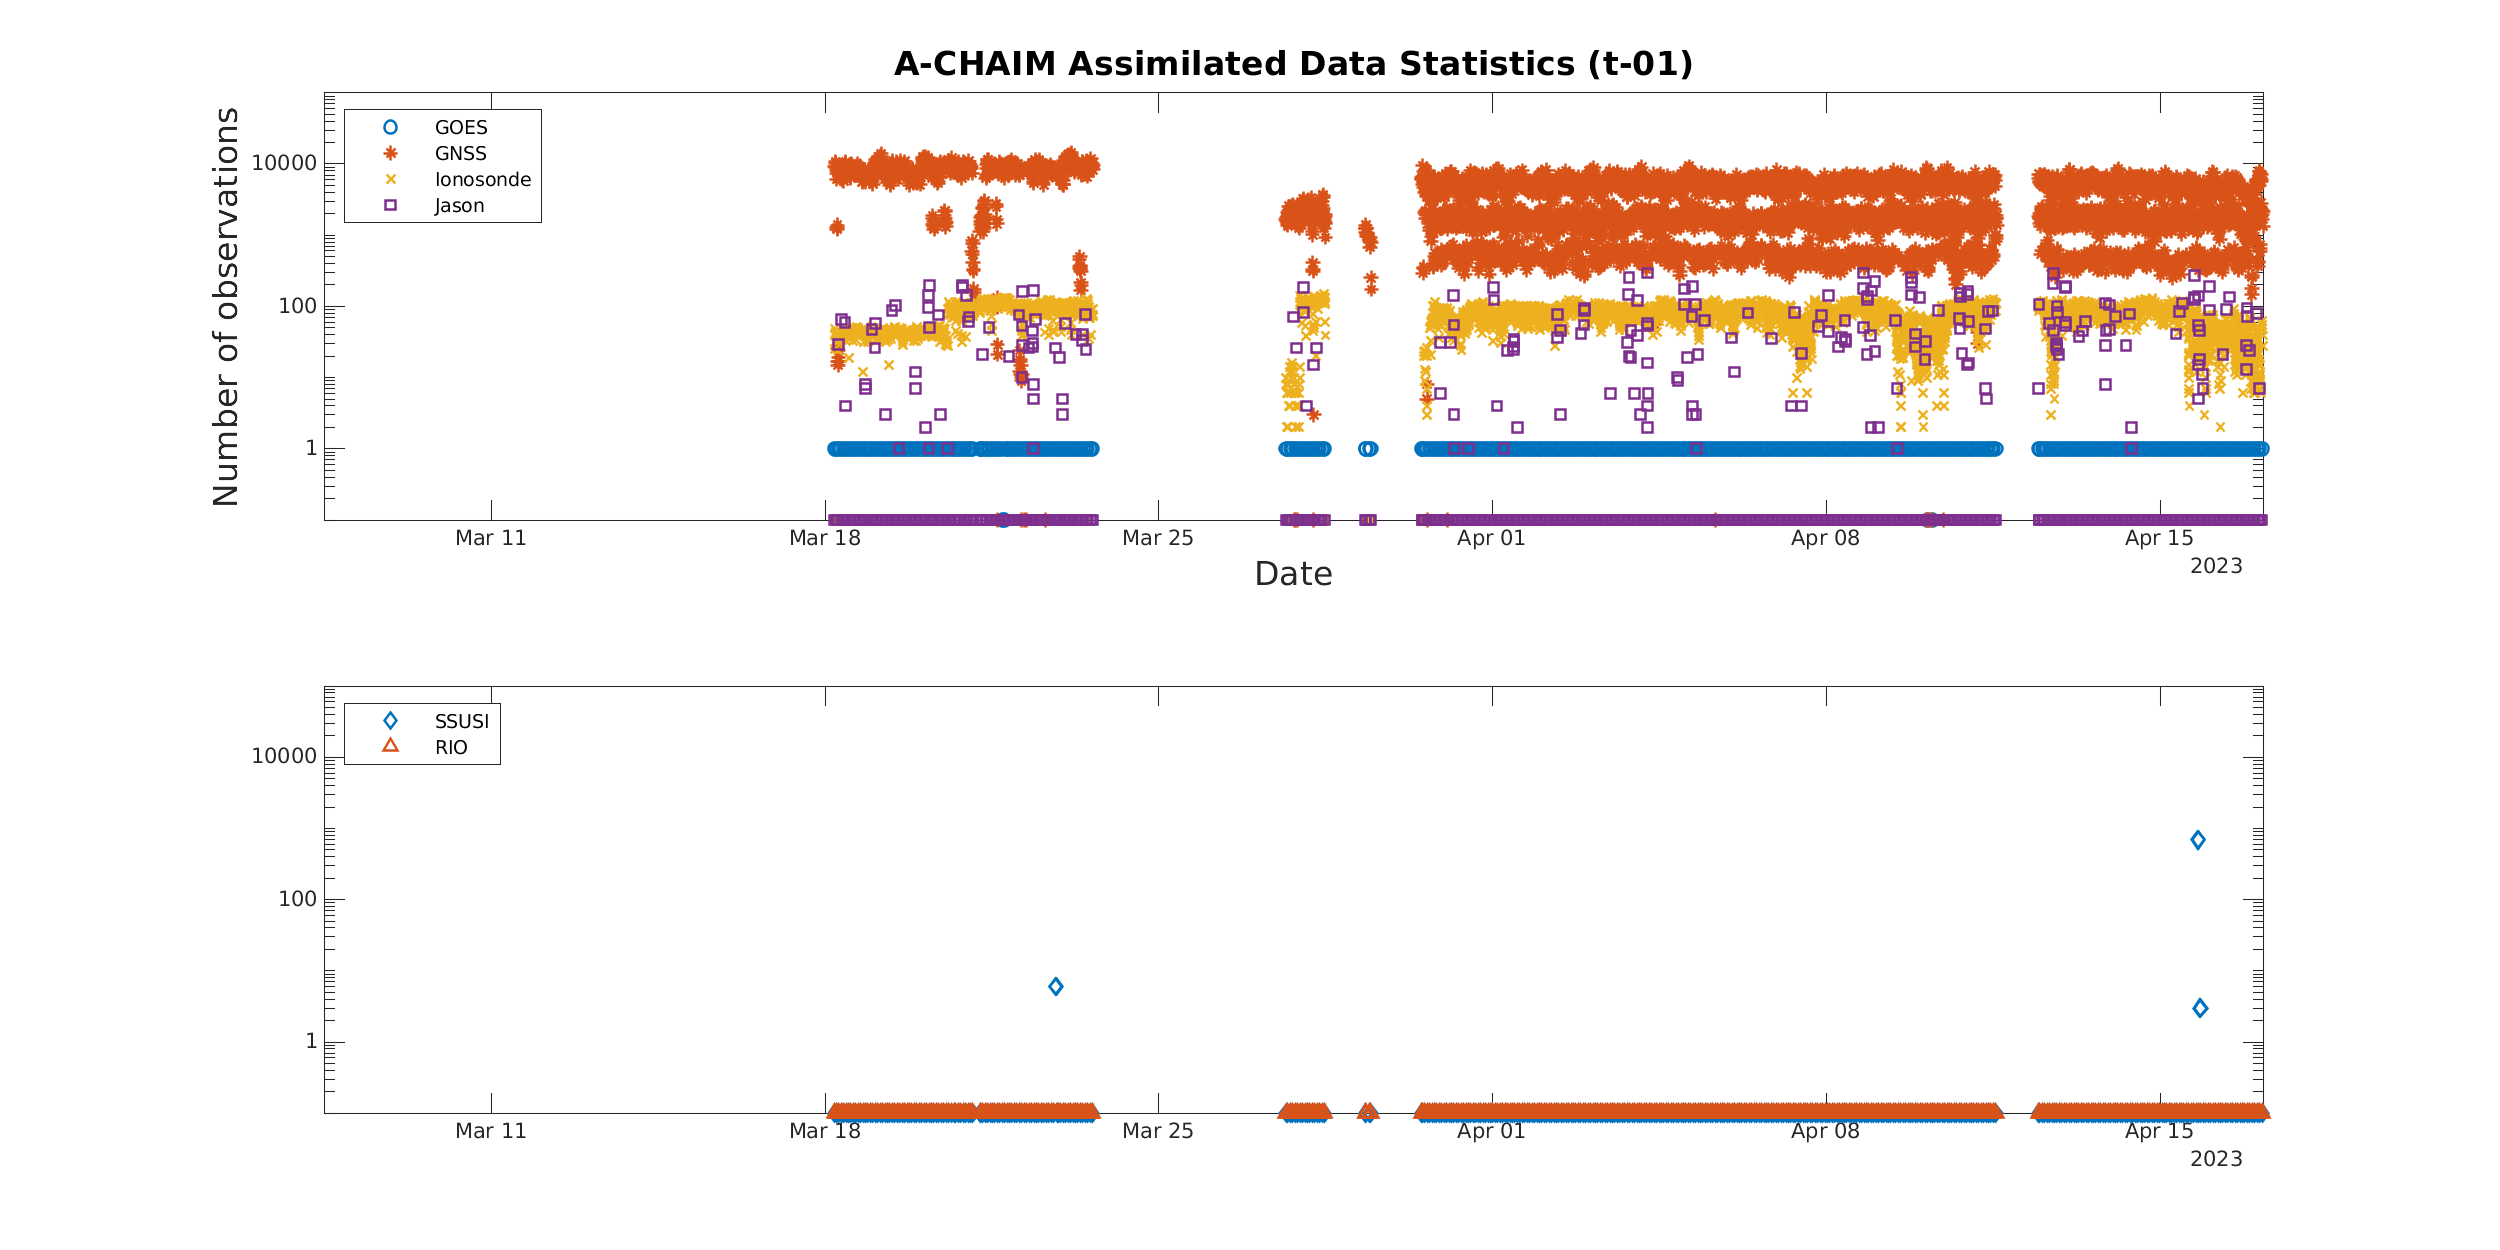 A-CHAIM Assimilated Data Statistics (t-01)
Number of observations
GOES
GNSS
Ionosonde
Jason
10000
100
1
Mar 11 Mar 18 Mar 25 Apr 01 Apr 08 Apr 15
2023
Date
SSUSI
RIO
10000
100
1
Mar 11 Mar 18 Mar 25 Apr 01 Apr 08 Apr 15
2023